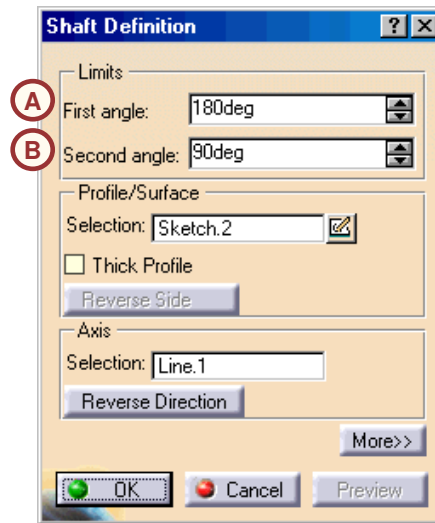 Shaft Definition ? X
Limits
A First angle: 180deg
B Second angle: 90deg
Profile/Surface
Selection: Sketch.2
Thick Profile
Reverse Side
Axis
Selection: Line.1
Reverse Direction
More>>
OK Cancel Preview